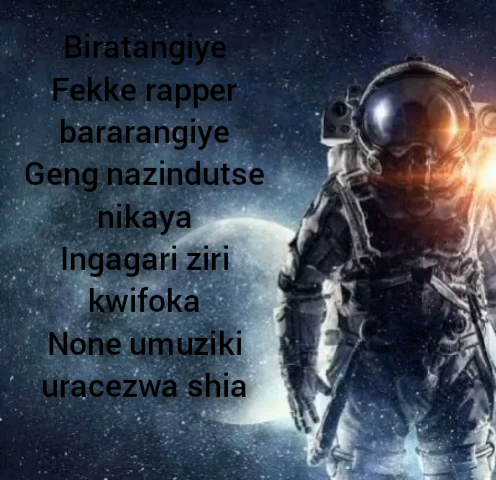 Biratangiye
Fekke rapper
bararangiye
Geng nazindutse
nikaya
Ingagari ziri
kwifoka
None umuziki
uracezwa shia